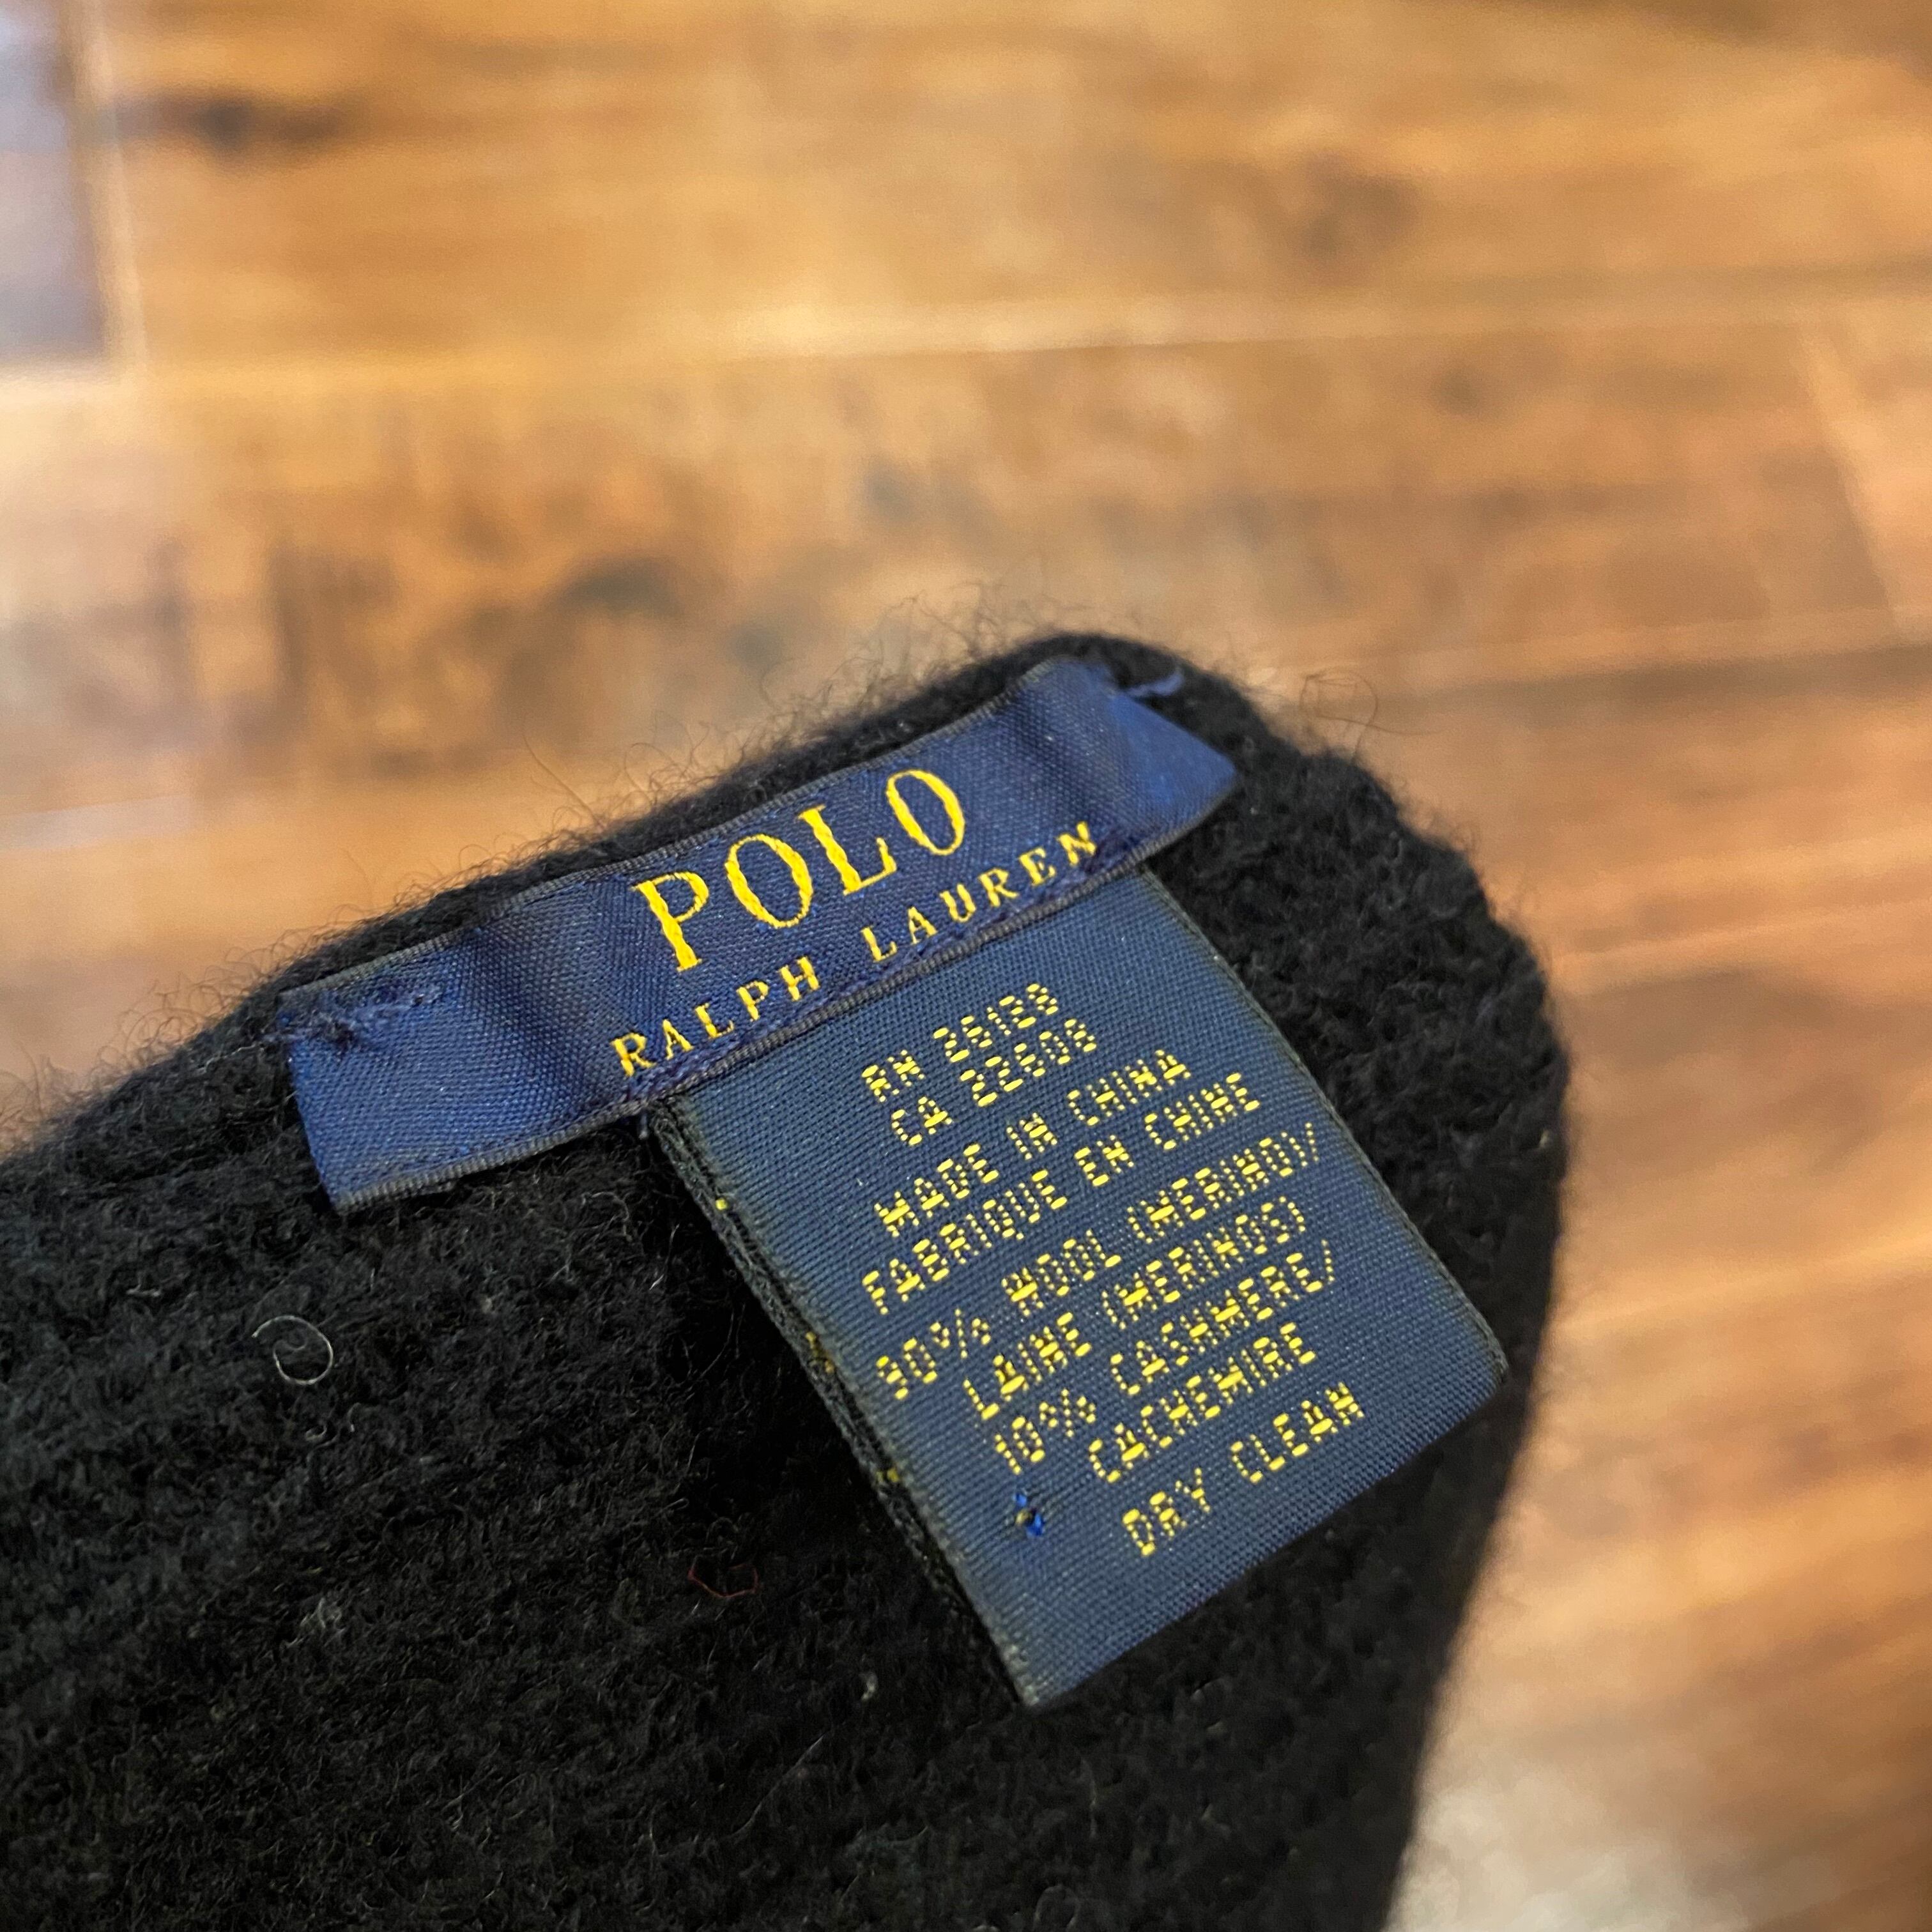 POLO
RALPH LAUREN
RN 26128
CA 22608
MADE IN CHINA
FABRIQUE EN CHINE
90% WOOL (MERINO)/
LAINE (MERINOS)
10% CASHMERE/
CACHEMIRE
DRY CLEAN